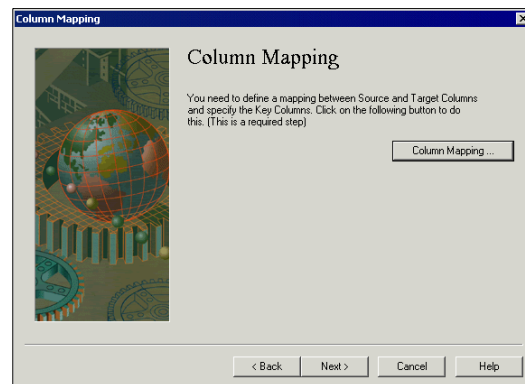 Column Mapping
Column Mapping
You need to define a mapping between Source and Target Columns
and specify the Key Columns. Click on the following button to do
this. (This is a required step)
Column Mapping ...
< Back
Next >
Cancel
Help